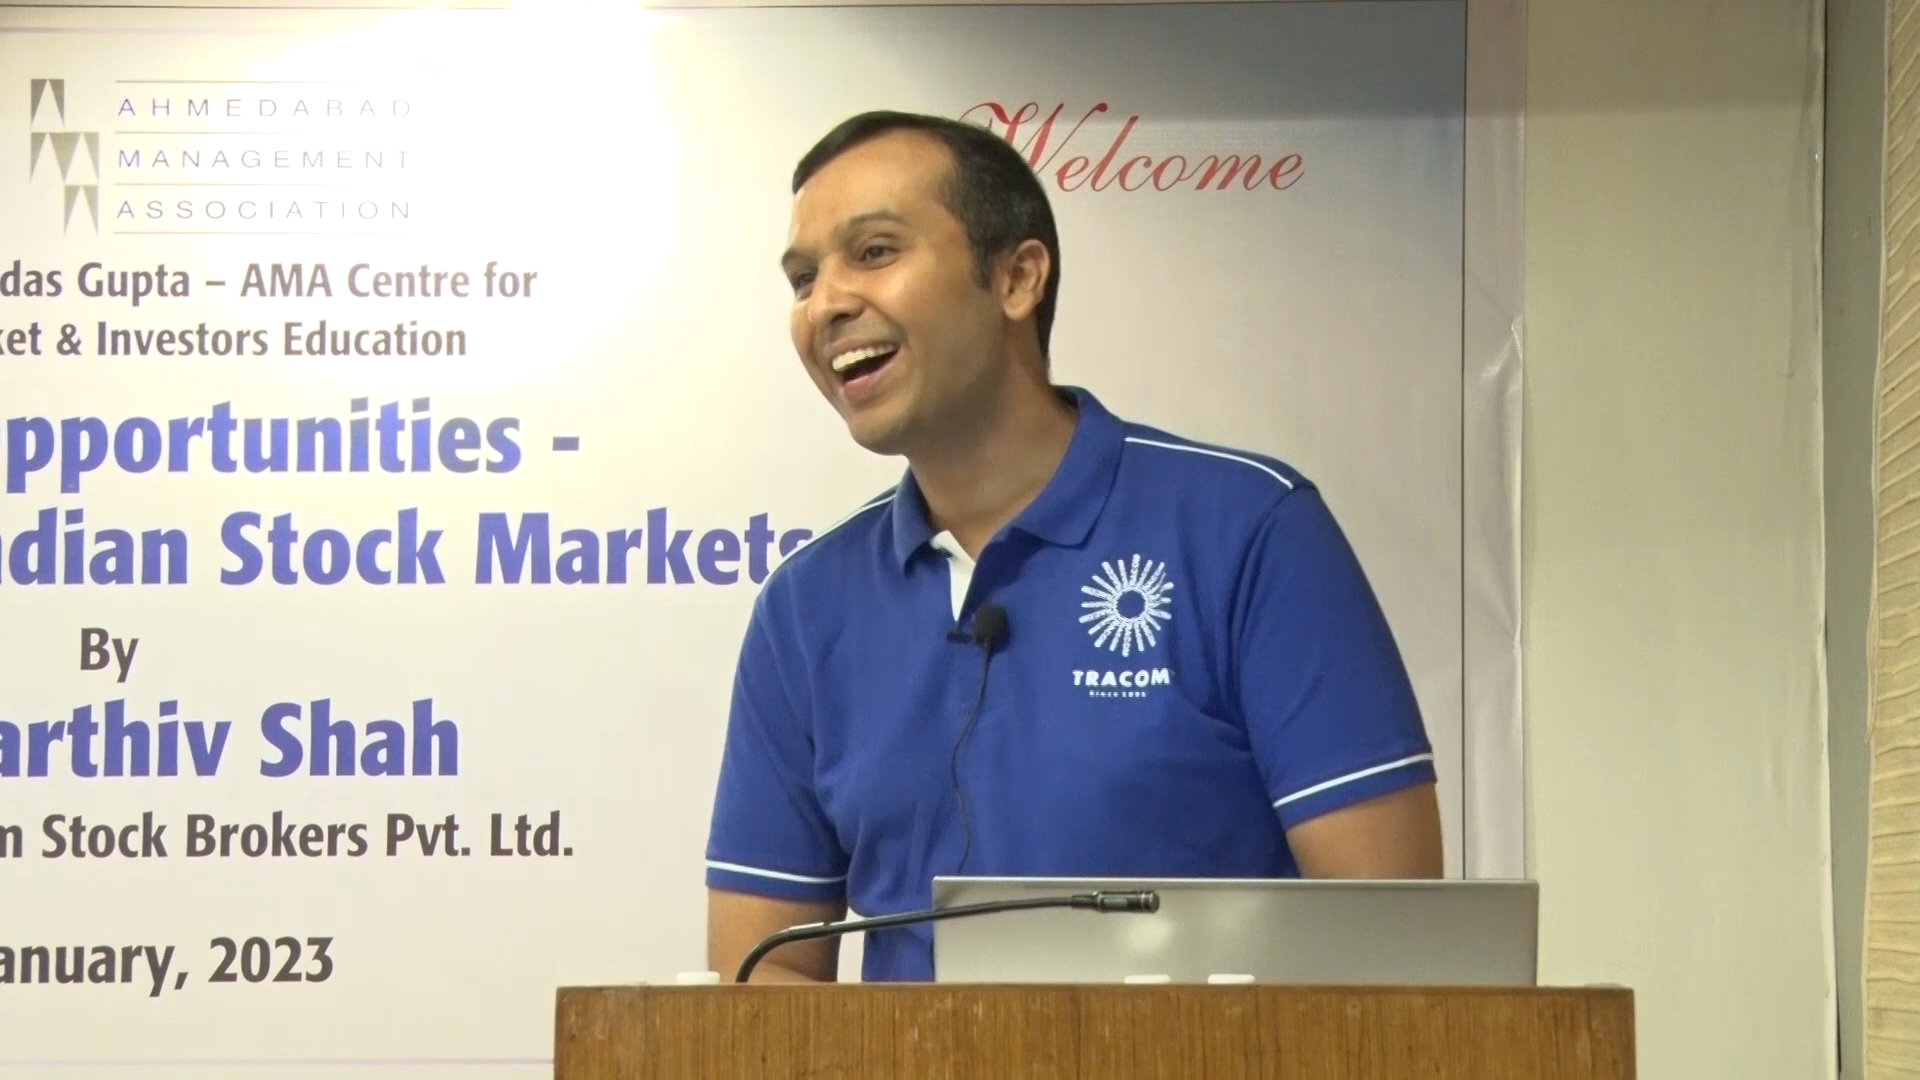 AHMEDABAD
MANAGEMENT
ASSOCIATION
Welcome
das Gupta – AMA Centre for
ket & Investors Education
pportunities -
ndian Stock Markets
By
arthiv Shah
m Stock Brokers Pvt. Ltd.
anuary, 2023
TRACOM